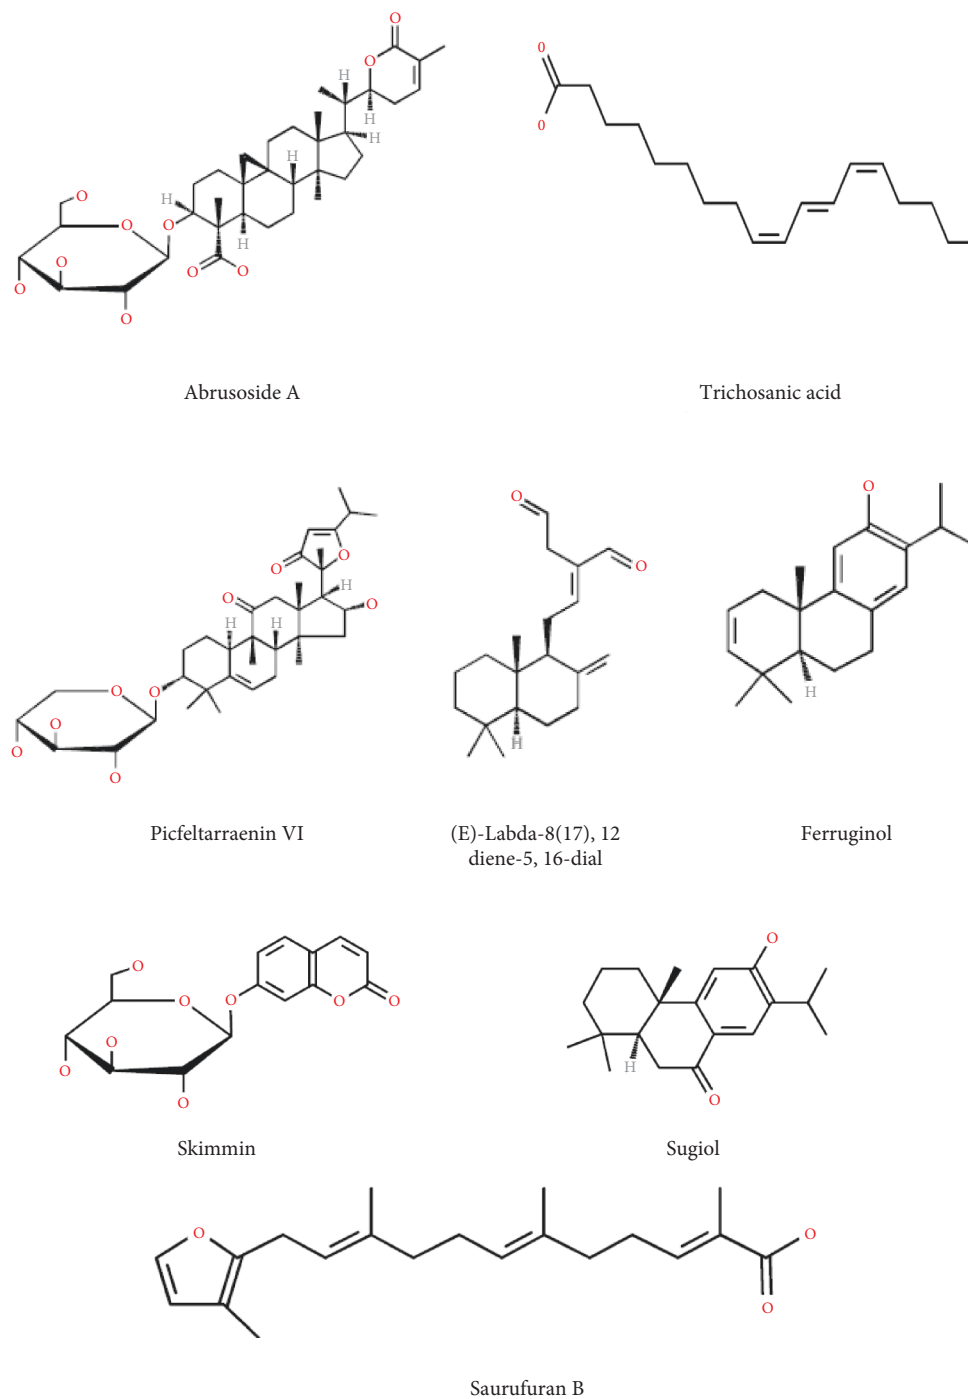 O
O
O
H
H
H
H
O
H
H
O
O
O
O
O
O
O
O
O
O
Abrusoside A
Trichosanic acid
O
O
H
O
O
H
H
O
O
O
O
O
O
O
O
H
O
H
Picfeltarraenin VI
(E)-Labda-8(17), 12
diene-5, 16-dial
Ferruginol
O
O
O
O
O
O
O
O
O
O
H
O
Skimmin
Sugiol
O
O
O
Saurufuran B